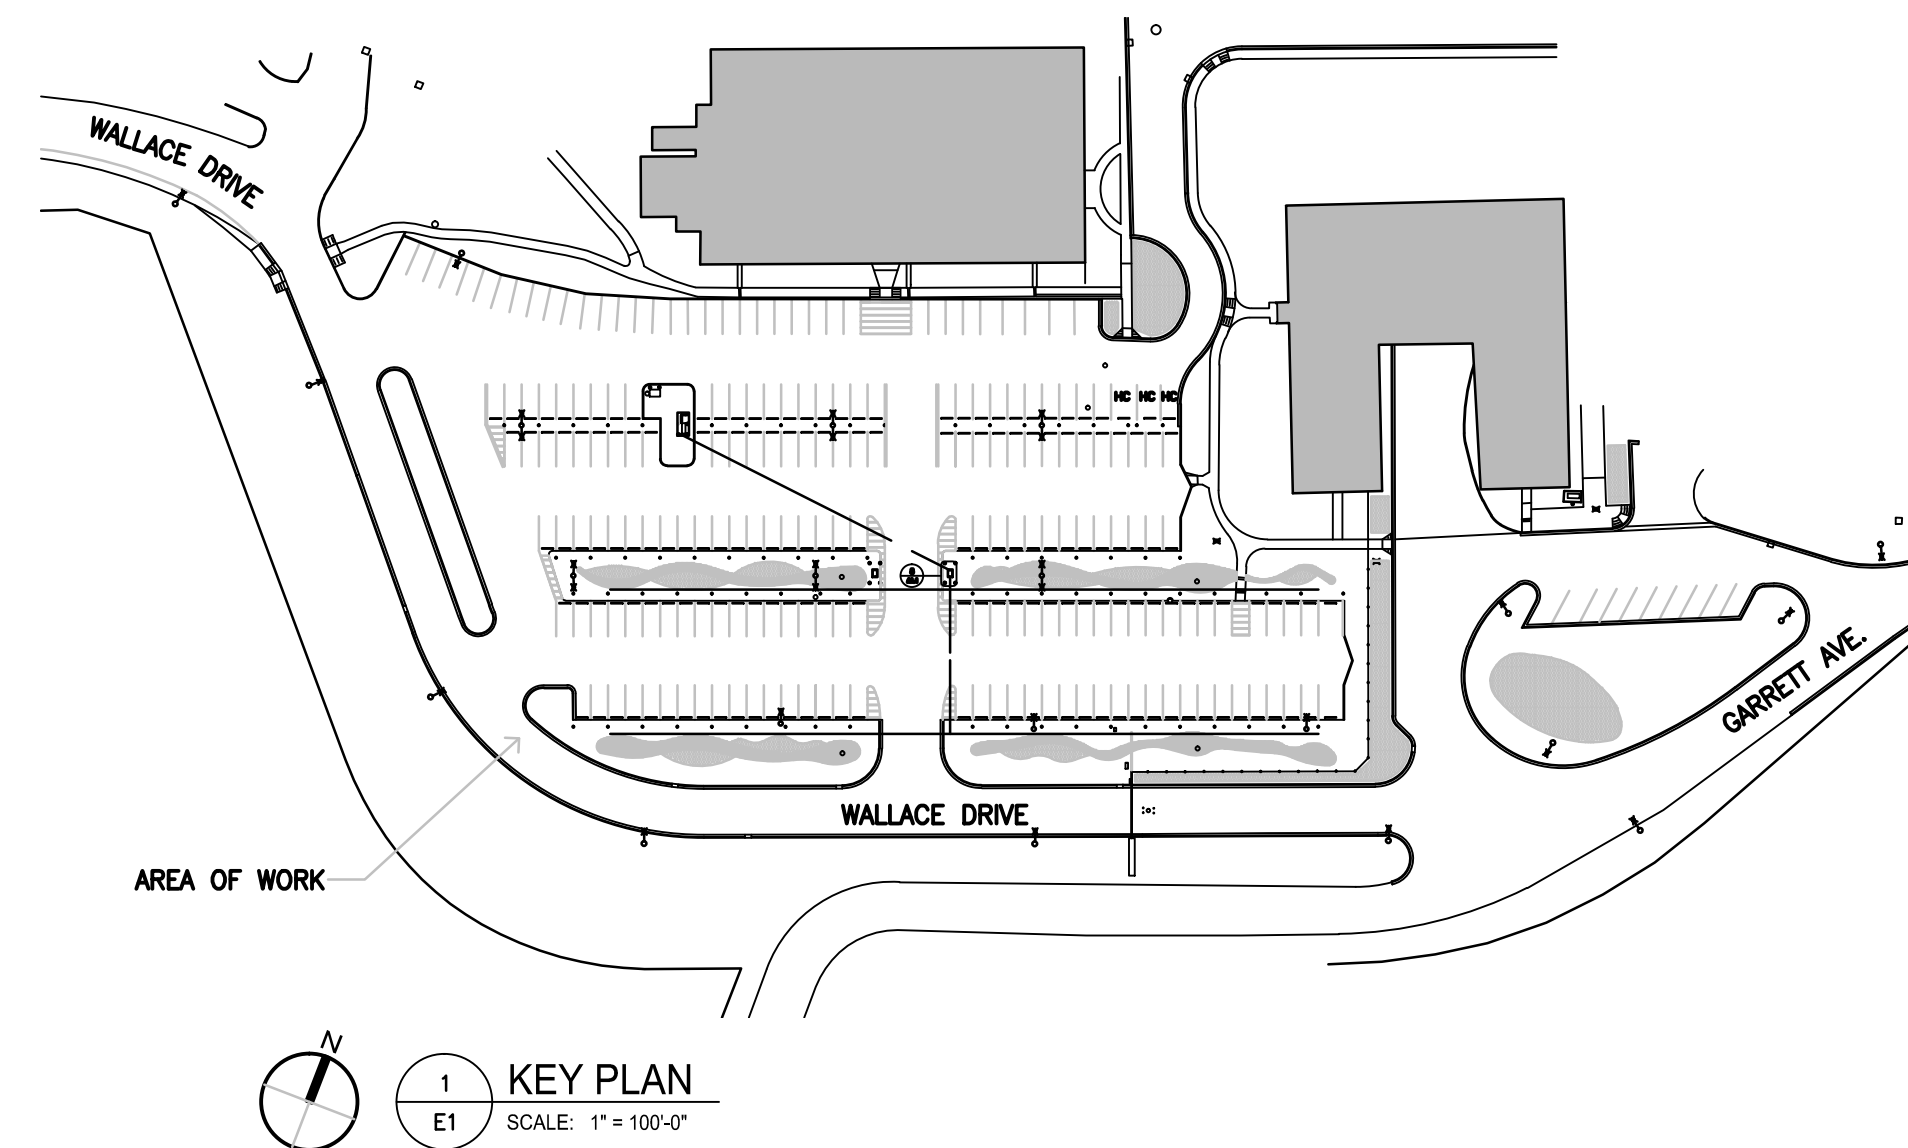 WALLACE DRIVE
HC HC HC
GARRETT AVE.
WALLACE DRIVE
AREA OF WORK
N
1
E1
KEY PLAN
SCALE: 1" = 100'-0"